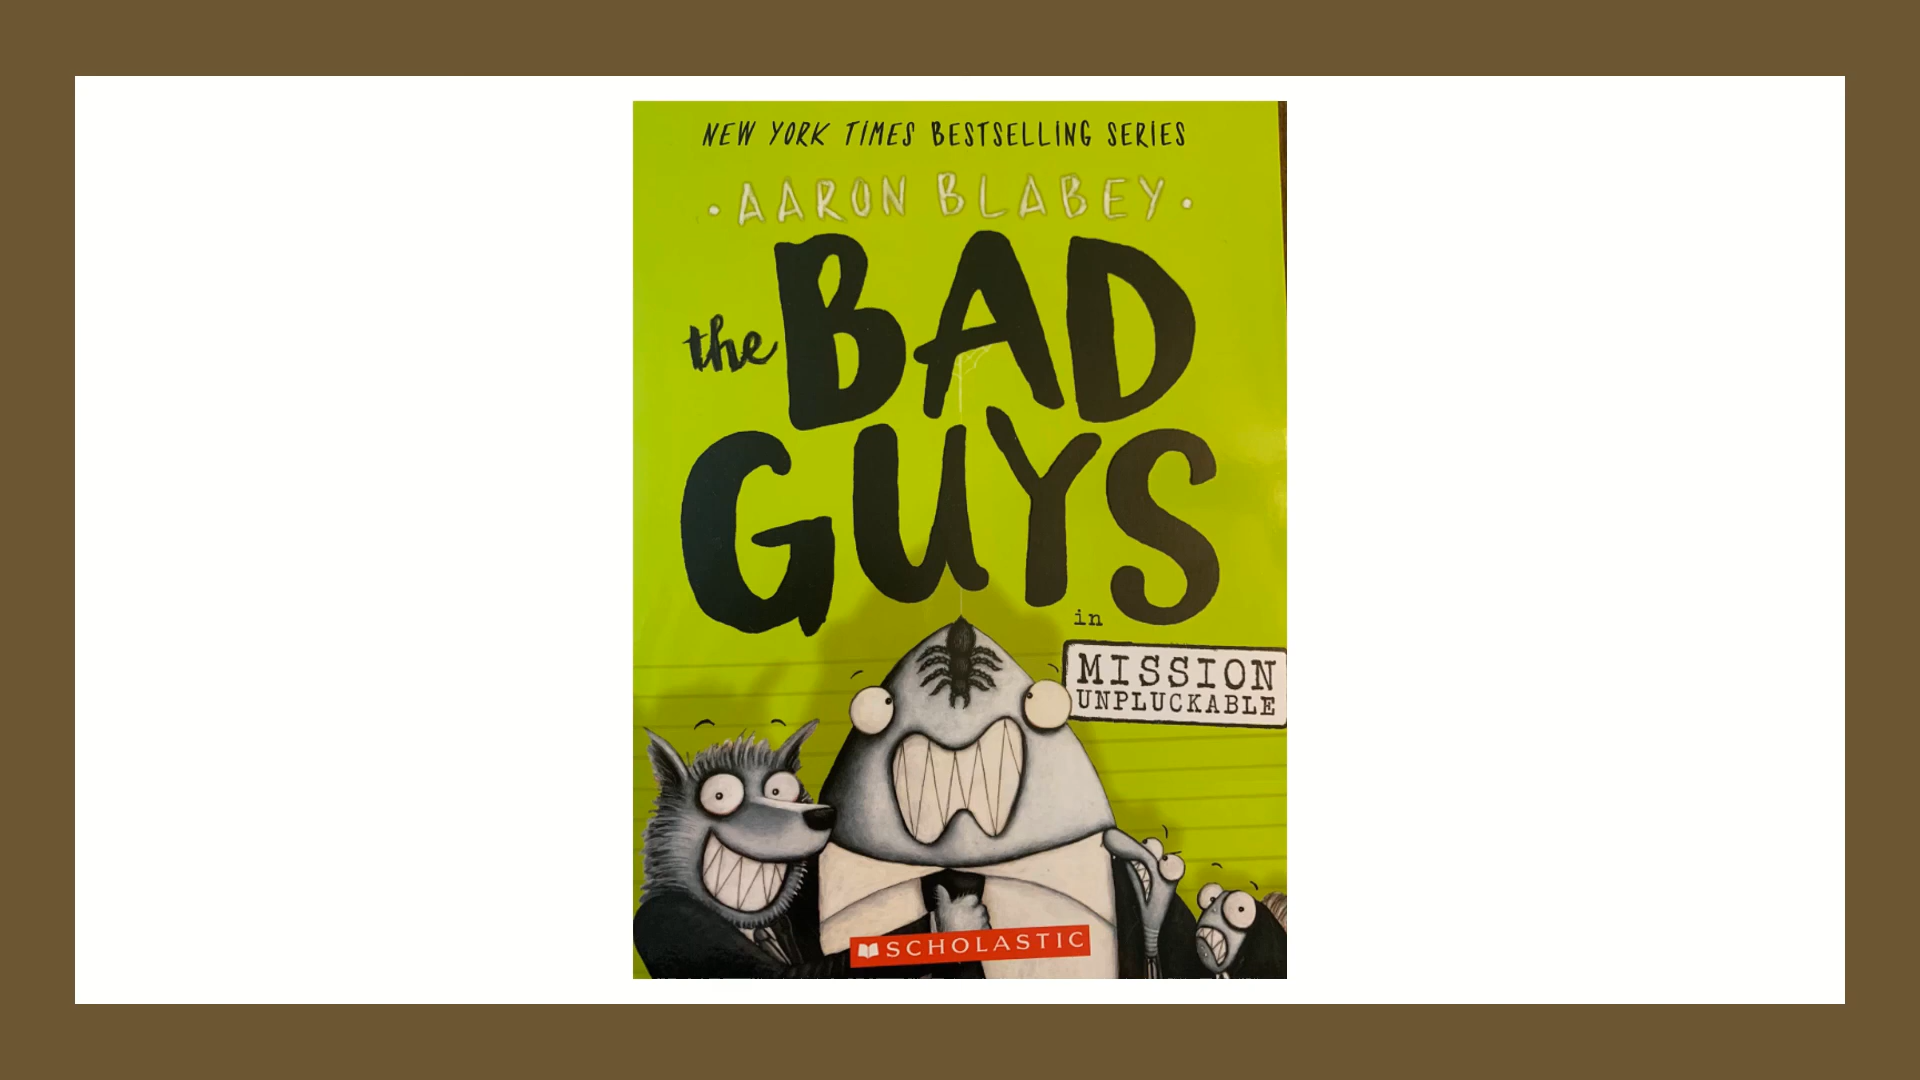 NEW YORK TIMES BESTSELLING SERIES
· AARON BLABEY ·
the BAD
GUYS
in
MISSION
UNPLUCKABLE
SCHOLASTIC